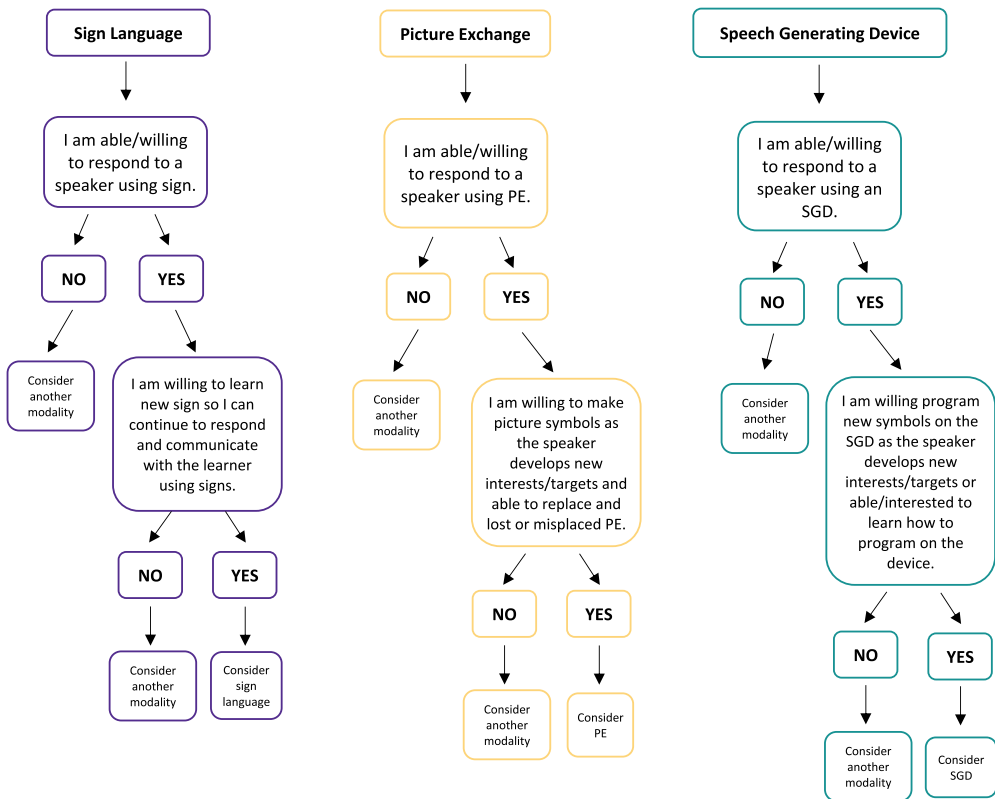 Sign Language
I am able/willing
to respond to a
speaker using sign.
NO
YES
Consider
another
modality
I am willing to learn
new sign so I can
continue to respond
and communicate
with the learner
using signs.
NO
YES
Consider
another
modality
Consider
sign
language
Picture Exchange
I am able/willing
to respond to a
speaker using PE.
NO
YES
Consider
another
modality
I am willing to make
picture symbols as
the speaker
develops new
interests/targets and
able to replace and
lost or misplaced PE.
NO
YES
Consider
another
modality
Consider
PE
Speech Generating Device
I am able/willing
to respond to a
speaker using an
SGD.
NO
YES
Consider
another
modality
I am willing program
new symbols on the
SGD as the speaker
develops new
interests/targets or
able/interested to
learn how to
program on the
device.
NO
YES
Consider
another
modality
Consider
SGD